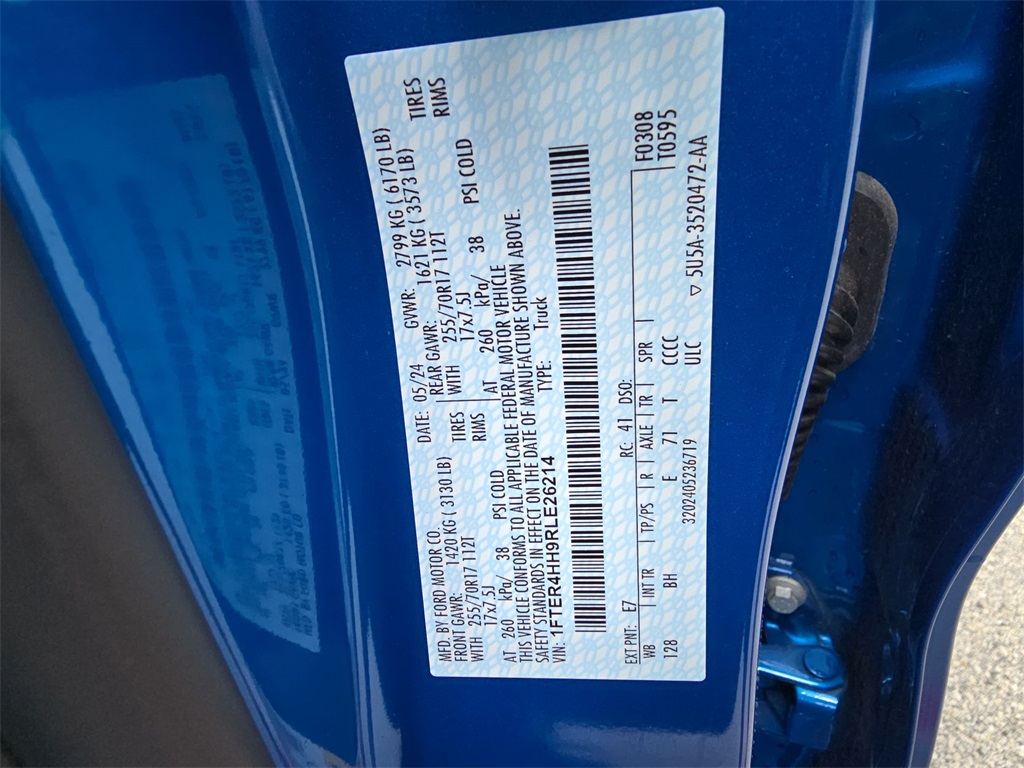 MFD. BY FORD MOTOR CO.
DATE: 05/24 GVWR: 2799 KG ( 6170 LB)
FRONT GAWR: 1420 KG ( 3130 LB) REAR GAWR: 1621 KG ( 3573 LB)
WITH 255/70R17 112T TIRES WITH 255/70R17 112T TIRES
17x7.5J RIMS 17x7.5J RIMS
AT 260 kPa/ 38 PSI COLD AT 260 kPa/ 38 PSI COLD
THIS VEHICLE CONFORMS TO ALL APPLICABLE FEDERAL MOTOR VEHICLE
SAFETY STANDARDS IN EFFECT ON THE DATE OF MANUFACTURE SHOWN ABOVE.
VIN: 1FTER4HH9RLE26214 TYPE: Truck
EXT PNT: E7 RC: 41 DSO: F0308
WB INT TR TP/PS R AXLE TR SPR T0595
128 BH E 71 T CCCC
ULC
3202405236719 ▽ 5U5A-3520472-AA